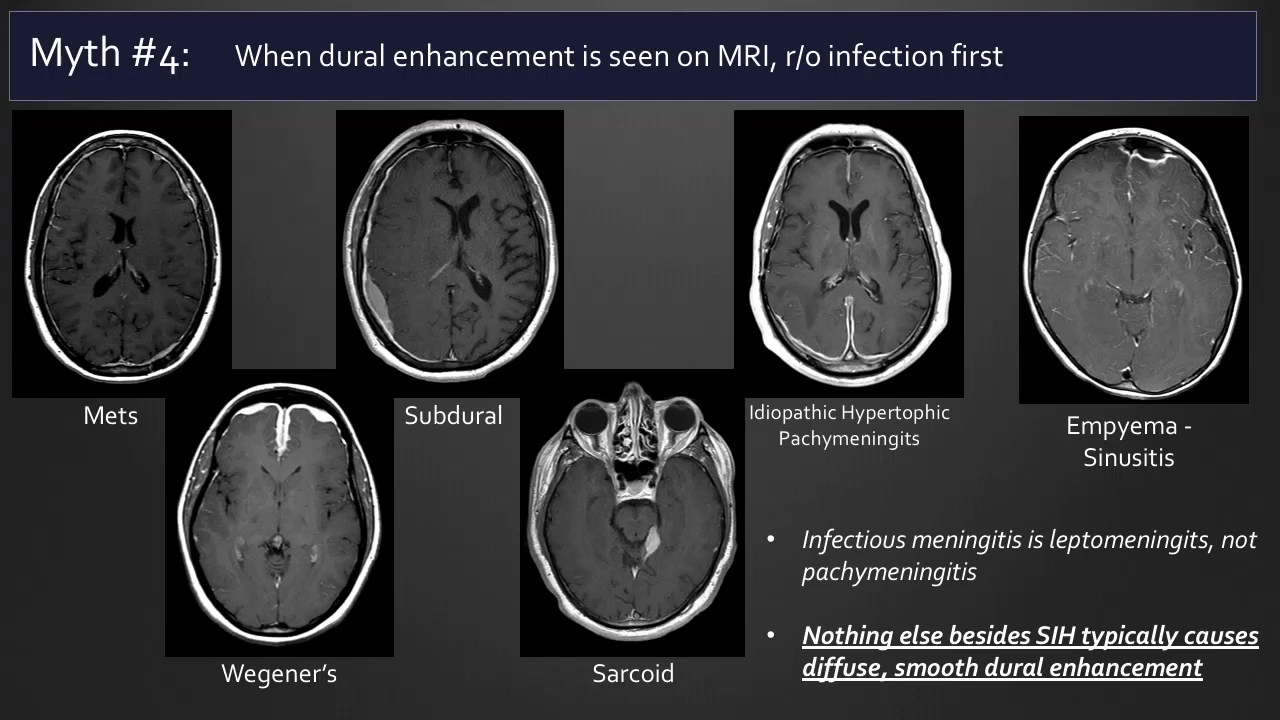 Myth #4: When dural enhancement is seen on MRI, r/o infection first
Mets
Subdural
Idiopathic Hypertophic
Pachymeningits
Empyema -
Sinusitis
Wegener’s
Sarcoid
• Infectious meningitis is leptomeningits, not
pachymeningitis
• Nothing else besides SIH typically causes
diffuse, smooth dural enhancement